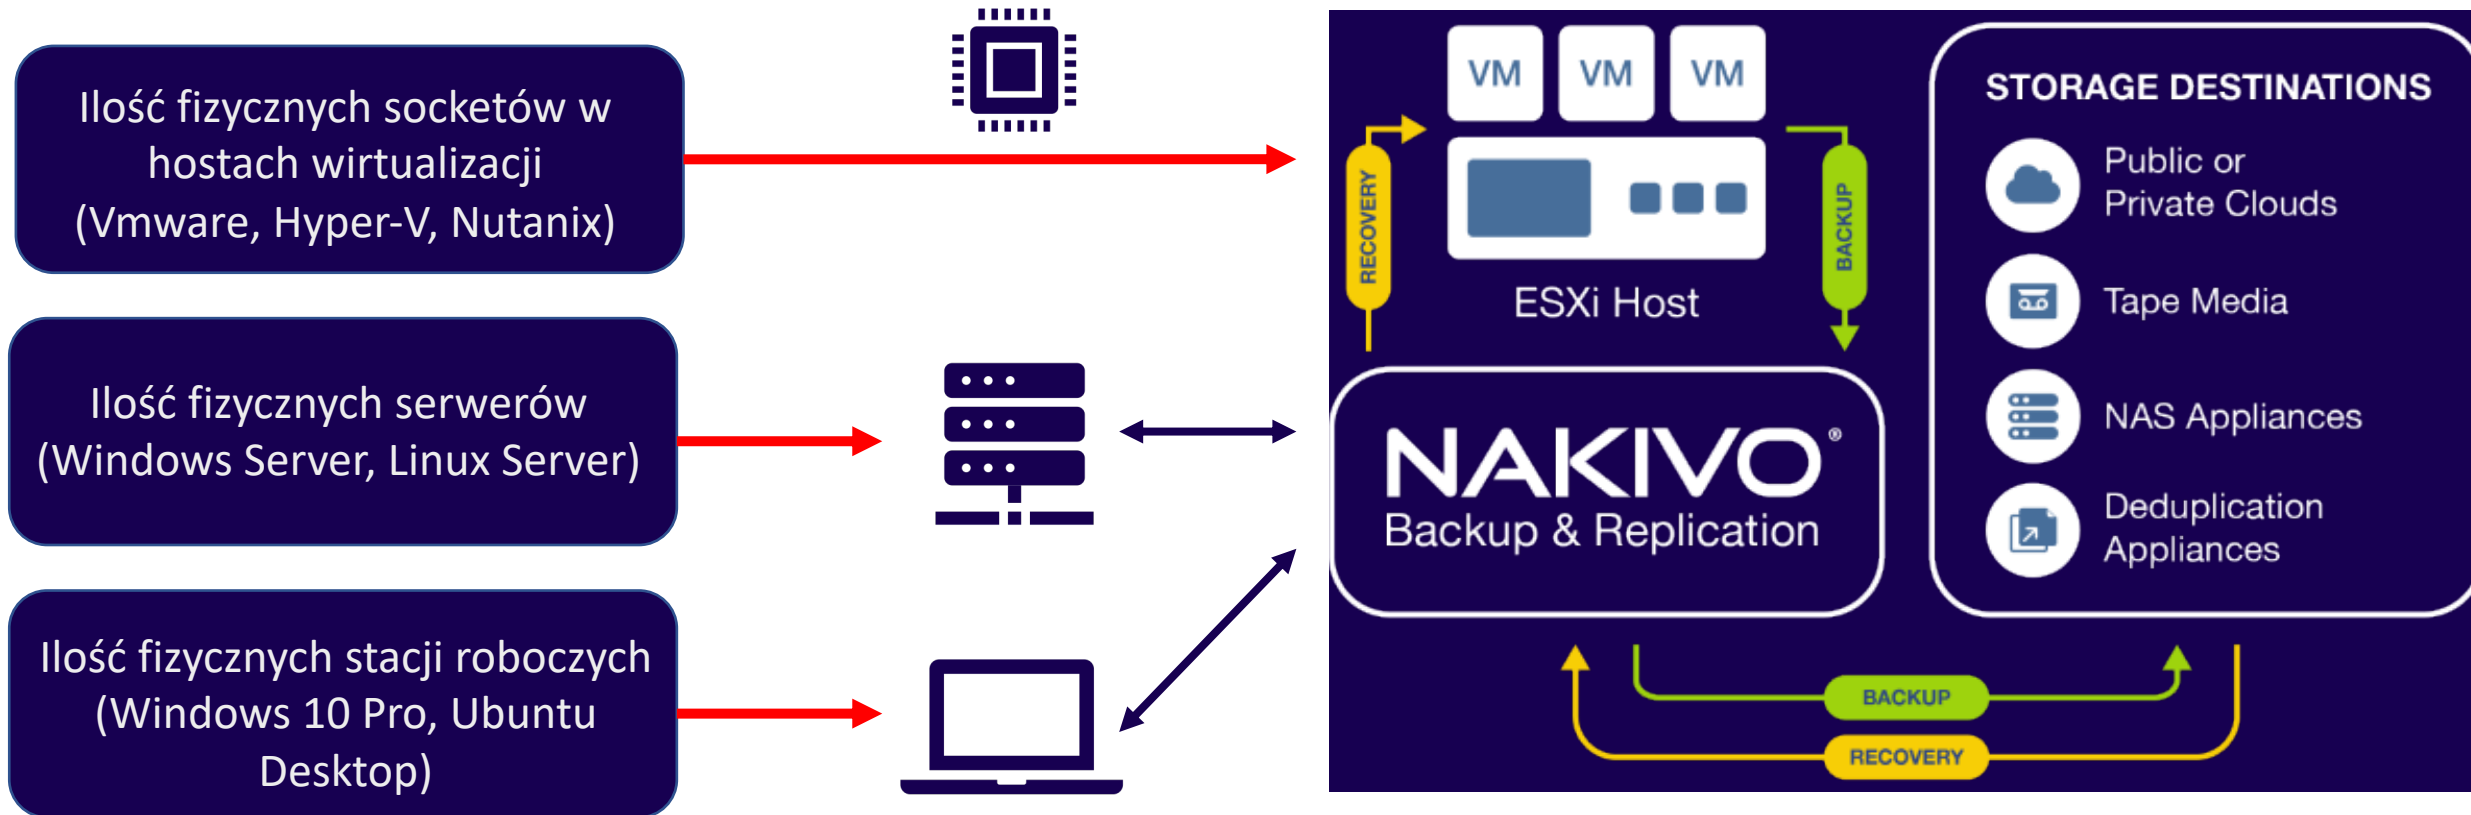 Ilość fizycznych socketów w
hostach wirtualizacji
(Vmware, Hyper-V, Nutanix)
Ilość fizycznych serwerów
(Windows Server, Linux Server)
Ilość fizycznych stacji roboczych
(Windows 10 Pro, Ubuntu
Desktop)
VM VM VM
RECOVERY
BACKUP
ESXi Host
NAKIVO®
Backup & Replication
STORAGE DESTINATIONS
Public or
Private Clouds
Tape Media
NAS Appliances
Deduplication
Appliances
BACKUP
RECOVERY